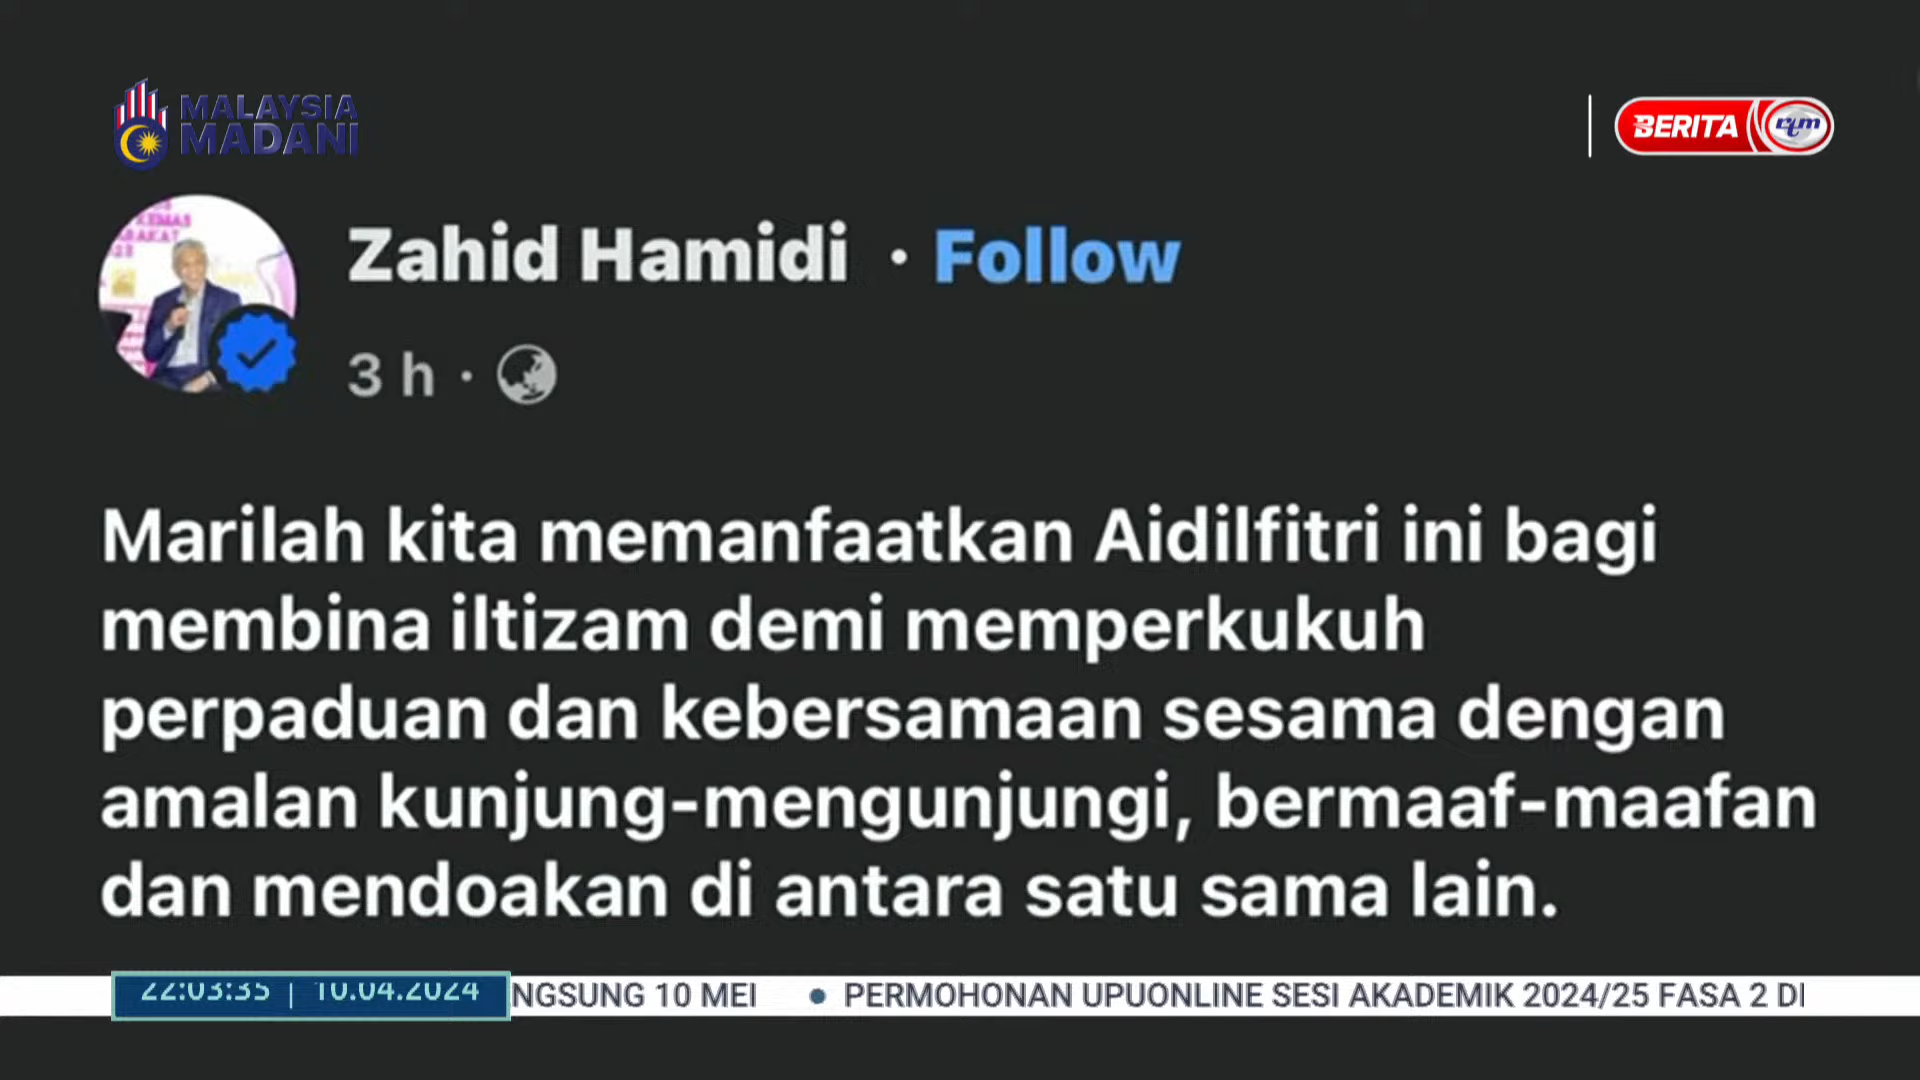 MALAYSIA
MADANI
BERITA rtm
KEMAS
Zahid Hamidi · Follow
3 h ·
Marilah kita memanfaatkan Aidilfitri ini bagi
membina iltizam demi memperkukuh
perpaduan dan kebersamaan sesama dengan
amalan kunjung-mengunjungi, bermaaf-maafan
dan mendoakan di antara satu sama lain.
22:03:35 | 10.04.2024 NGSUNG 10 MEI • PERMOHONAN UPUONLINE SESI AKADEMIK 2024/25 FASA 2 DI